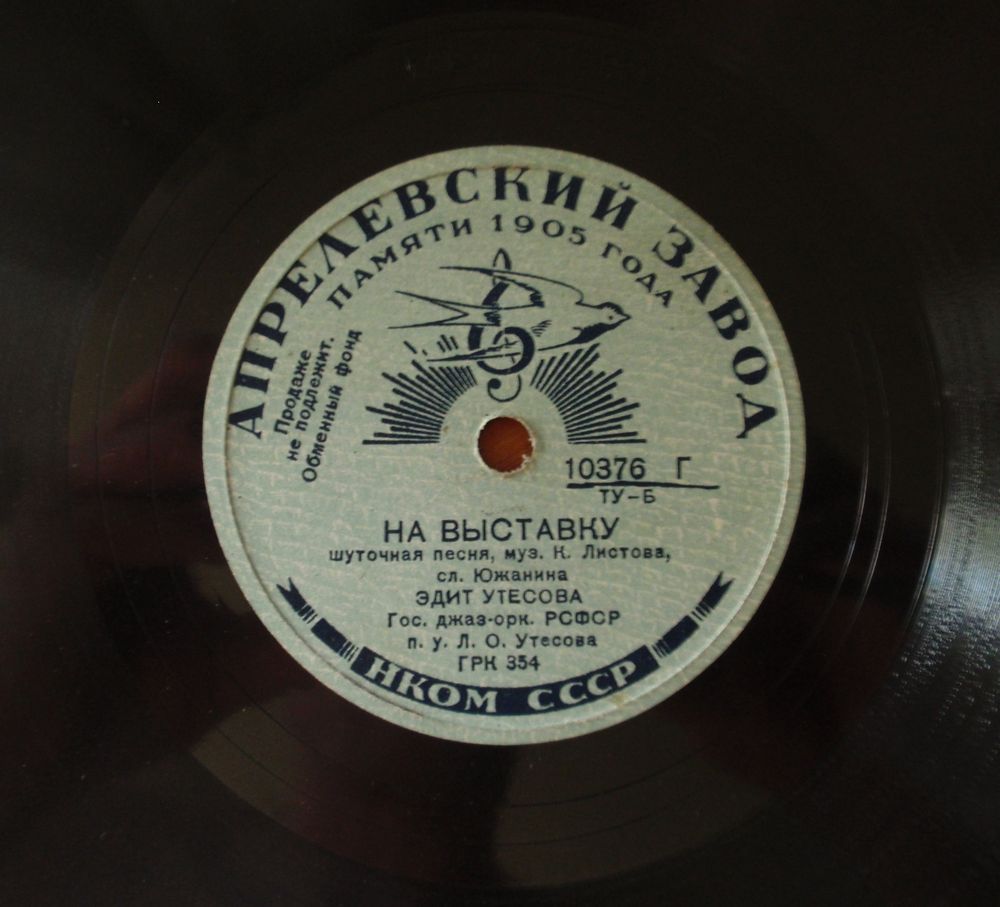 АПРЕЛЕВСКИЙ ЗАВОД
ПАМЯТИ 1905 ГОДА
Продаже
не подлежит.
Обменный фонд
10376 Г
ТУ-Б
НА ВЫСТАВКУ
шуточная песня, муз. К. Листова,
сл. Южанина
ЭДИТ УТЕСОВА
Гос. джаз-орк. РСФСР
п. у. Л. О. Утесова
ГРК 354
НКОМ СССР